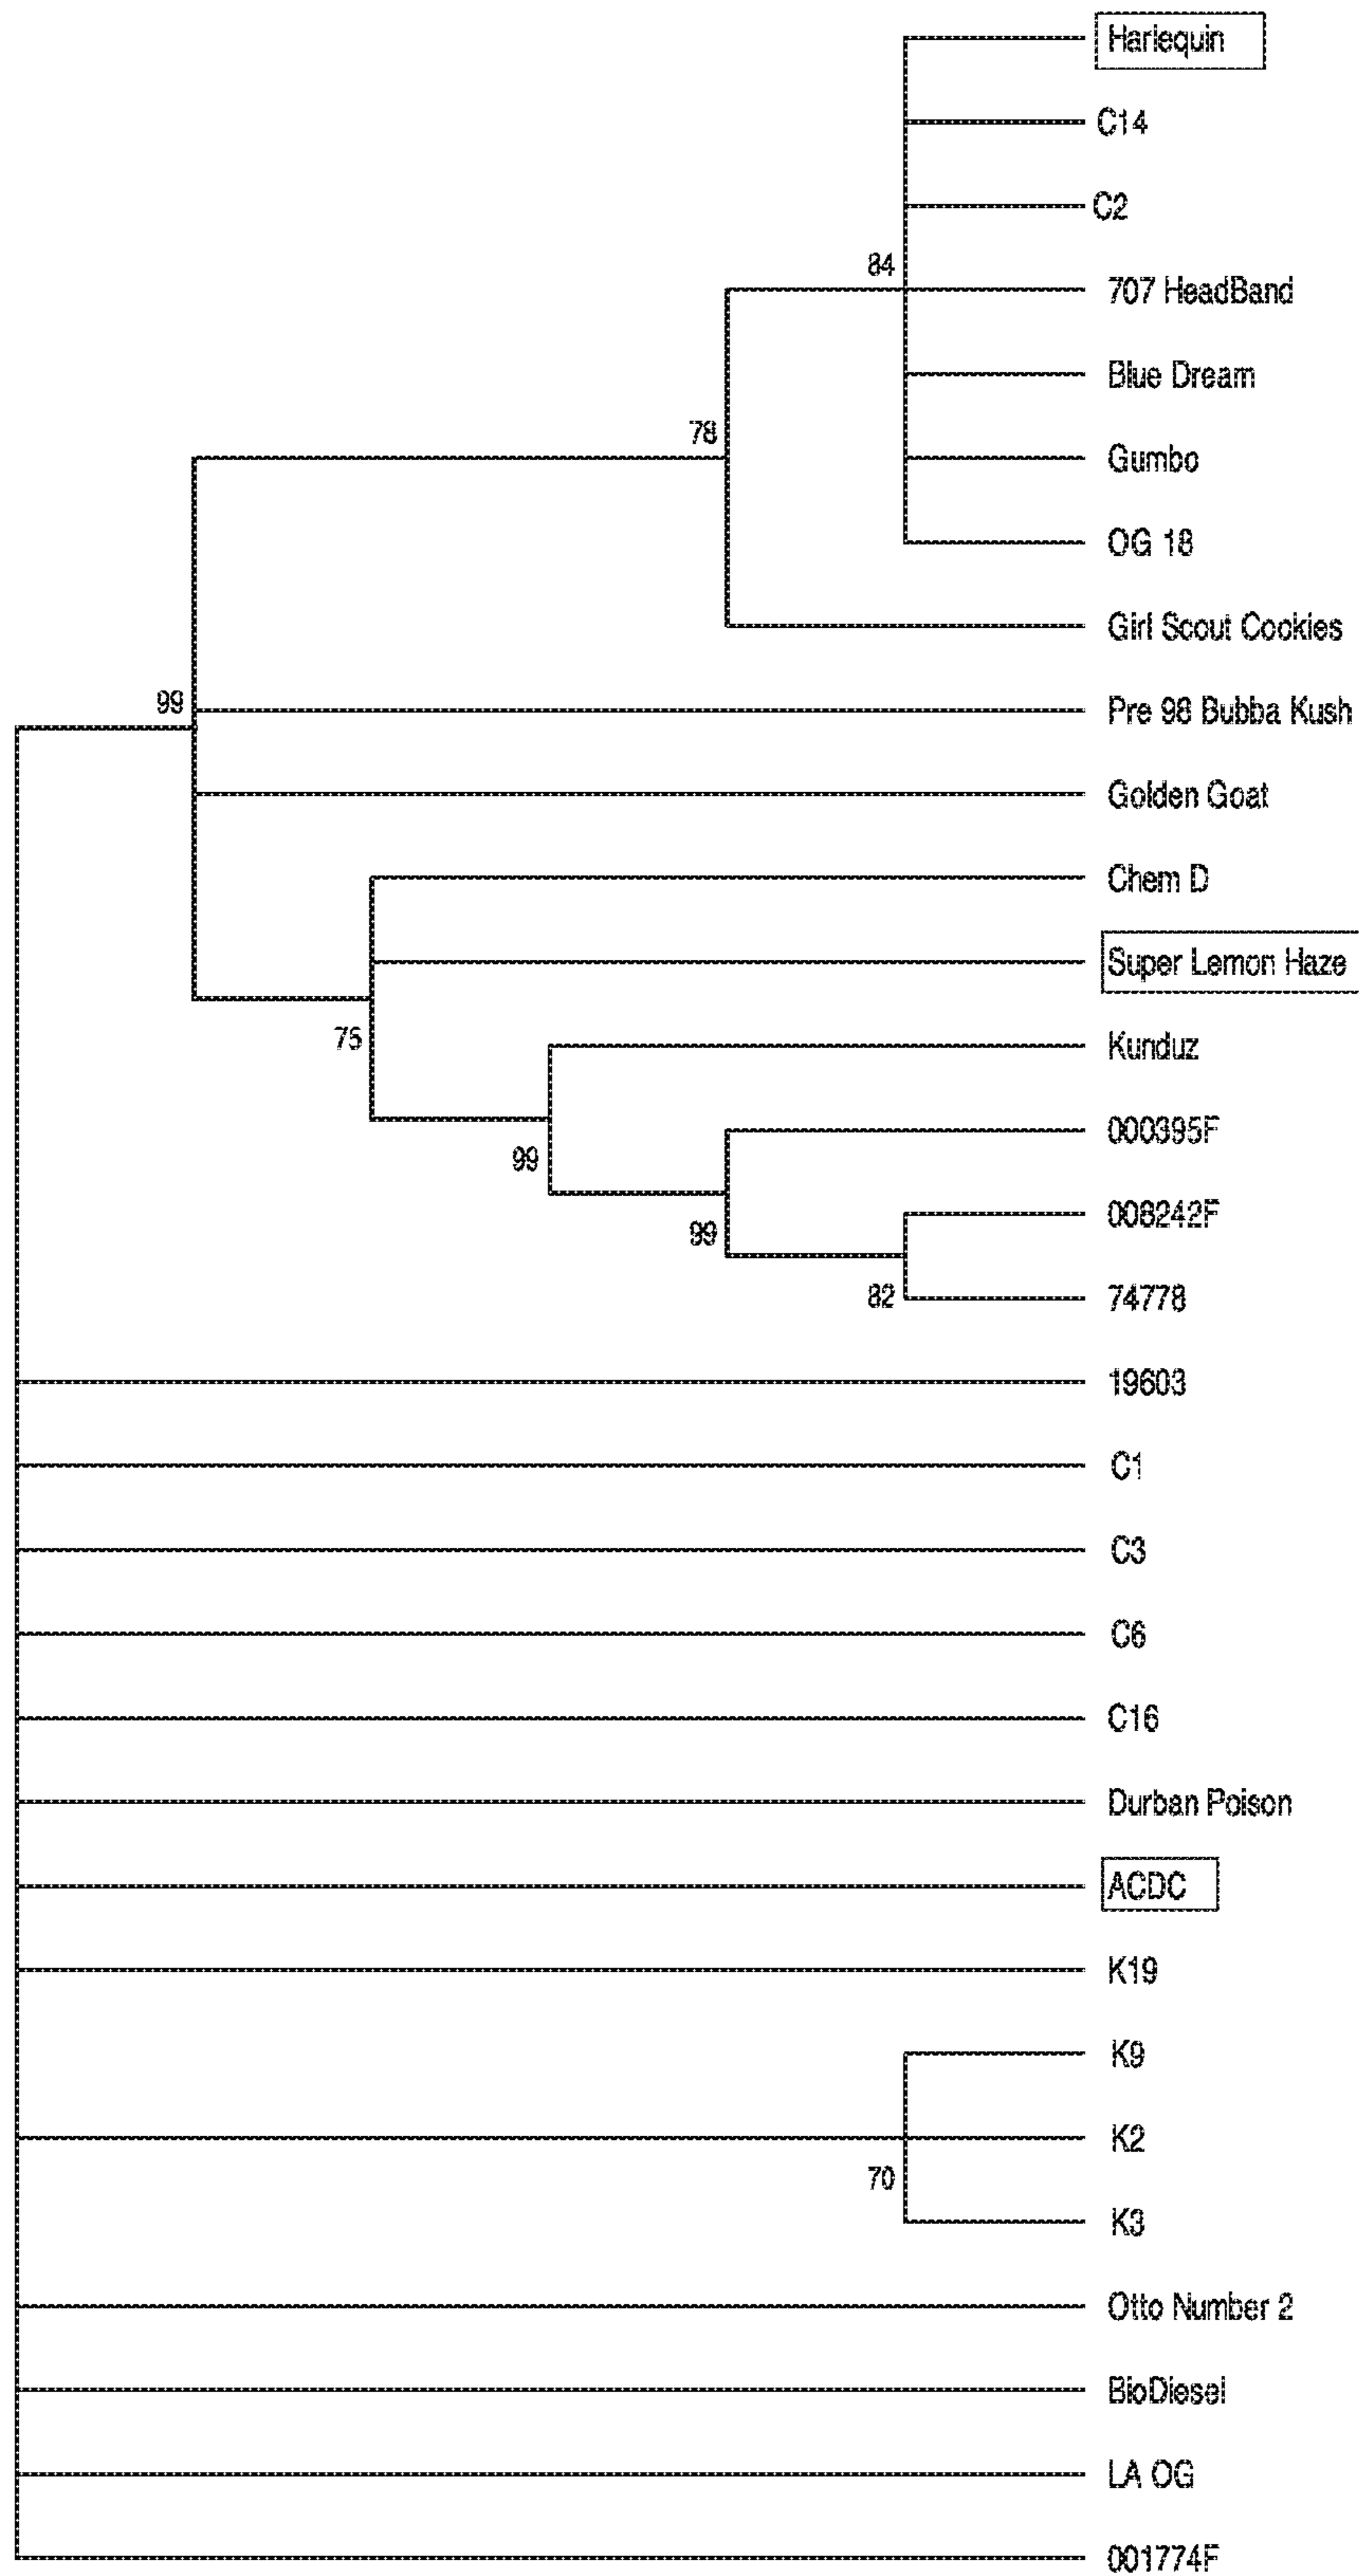 Harlequin
C14
C2
84
707 HeadBand
Blue Dream
78
Gumbo
OG 18
Girl Scout Cookies
99
Pre 98 Bubba Kush
Golden Goat
Chem D
Super Lemon Haze
75
Kunduz
000395F
99
008242F
99
74778
82
19603
C1
C3
C6
C16
Durban Poison
ACDC
K19
K9
K2
70
K3
Otto Number 2
BioDiesel
LA OG
001774F